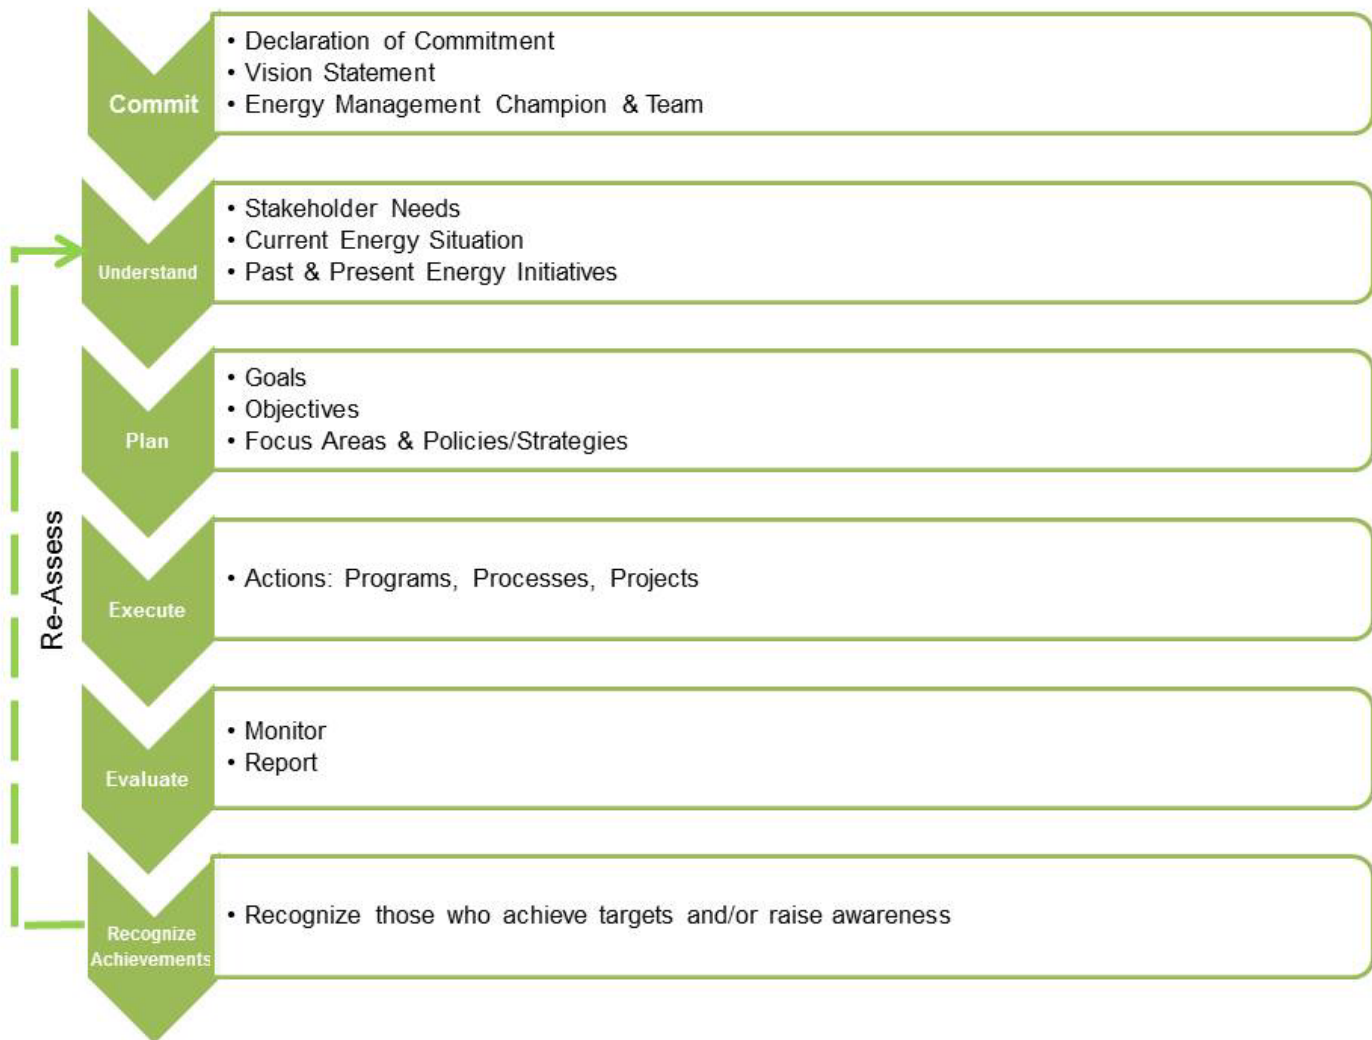 Commit
• Declaration of Commitment
• Vision Statement
• Energy Management Champion & Team
Understand
• Stakeholder Needs
• Current Energy Situation
• Past & Present Energy Initiatives
Plan
• Goals
• Objectives
• Focus Areas & Policies/Strategies
Execute
• Actions: Programs, Processes, Projects
Evaluate
• Monitor
• Report
Recognize
Achievements
• Recognize those who achieve targets and/or raise awareness
Re-Assess